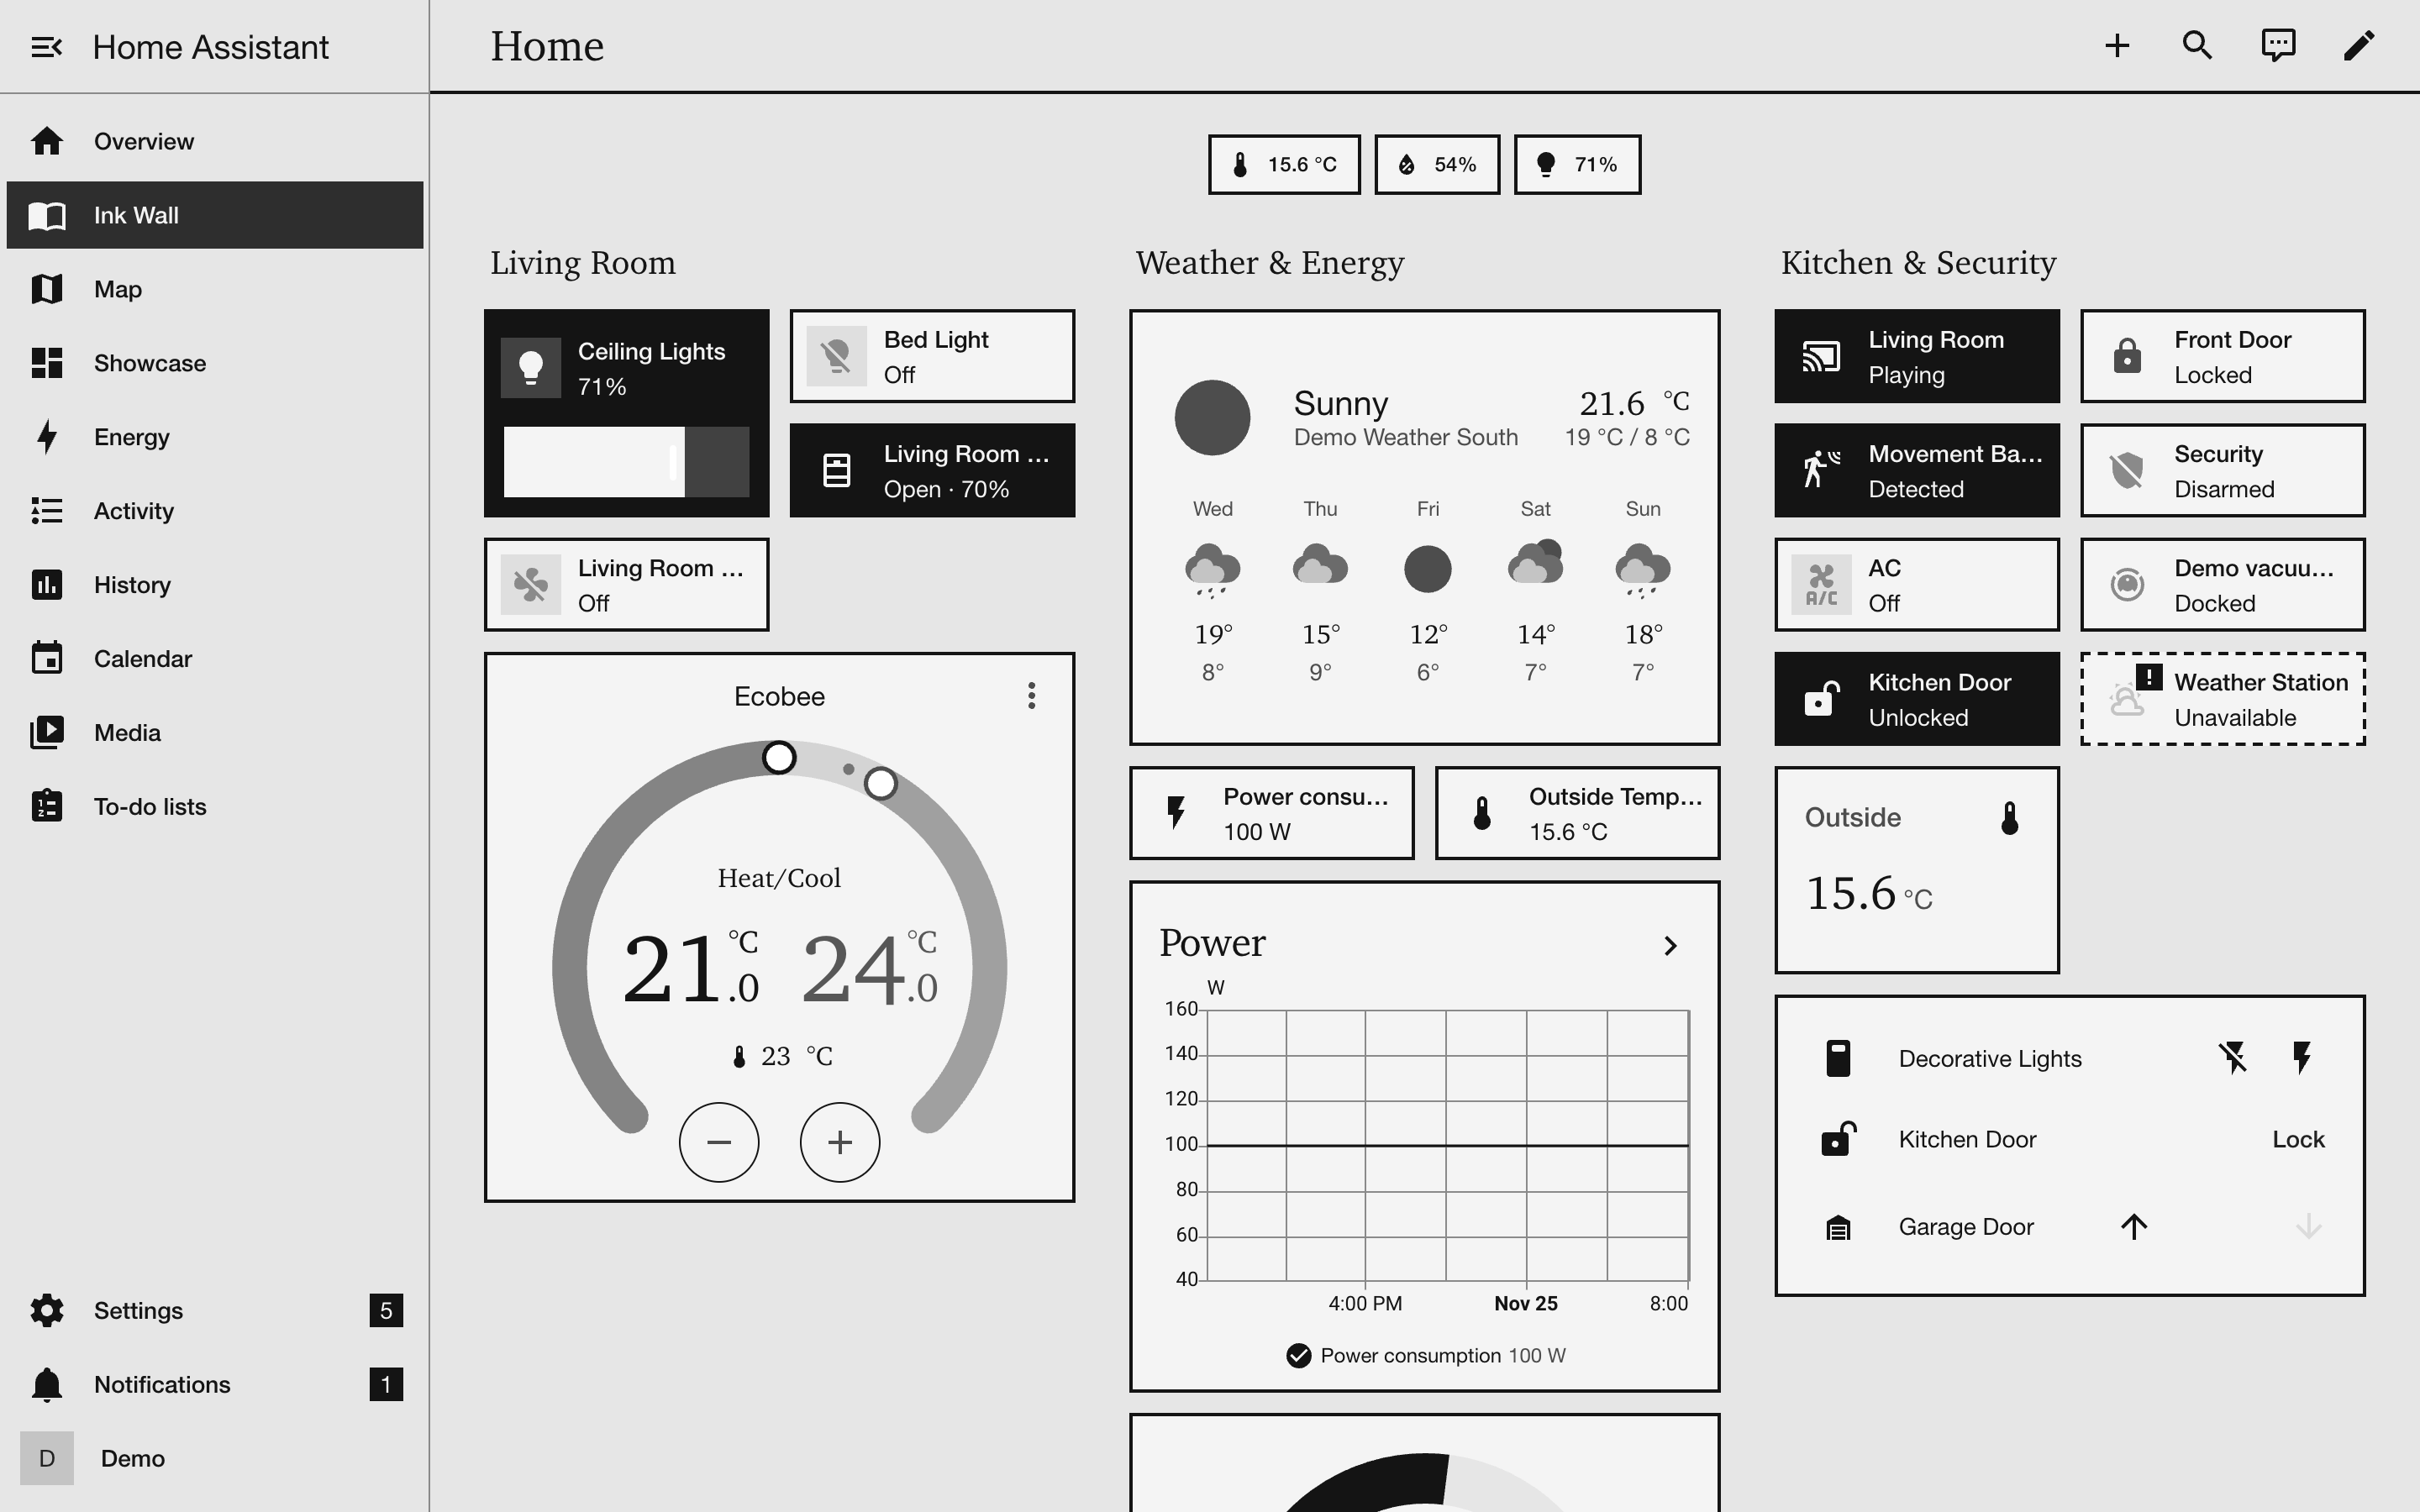 Home Assistant
Overview
Ink Wall
Map
Showcase
Energy
Activity
History
Calendar
Media
To-do lists
Settings 5
Notifications 1
D Demo
Home
15.6 °C 54% 71%
Living Room
Ceiling Lights
71%
Bed Light
Off
Living Room ...
Open · 70%
Living Room ...
Off
Ecobee
Heat/Cool
21.0 °C 24.0 °C
23 °C
Weather & Energy
Sunny
Demo Weather South
21.6 °C
19 °C / 8 °C
Wed Thu Fri Sat Sun
19° 15° 12° 14° 18°
8° 9° 6° 7° 7°
Power consu...
100 W
Outside Temp...
15.6 °C
Power
W
160
140
120
100
80
60
40
4:00 PM Nov 25 8:00
Power consumption 100 W
Kitchen & Security
Living Room
Playing
Front Door
Locked
Movement Ba...
Detected
Security
Disarmed
A/C
AC
Off
Demo vacuu...
Docked
Kitchen Door
Unlocked
!
Weather Station
Unavailable
Outside
15.6 °C
Decorative Lights
Kitchen Door Lock
Garage Door